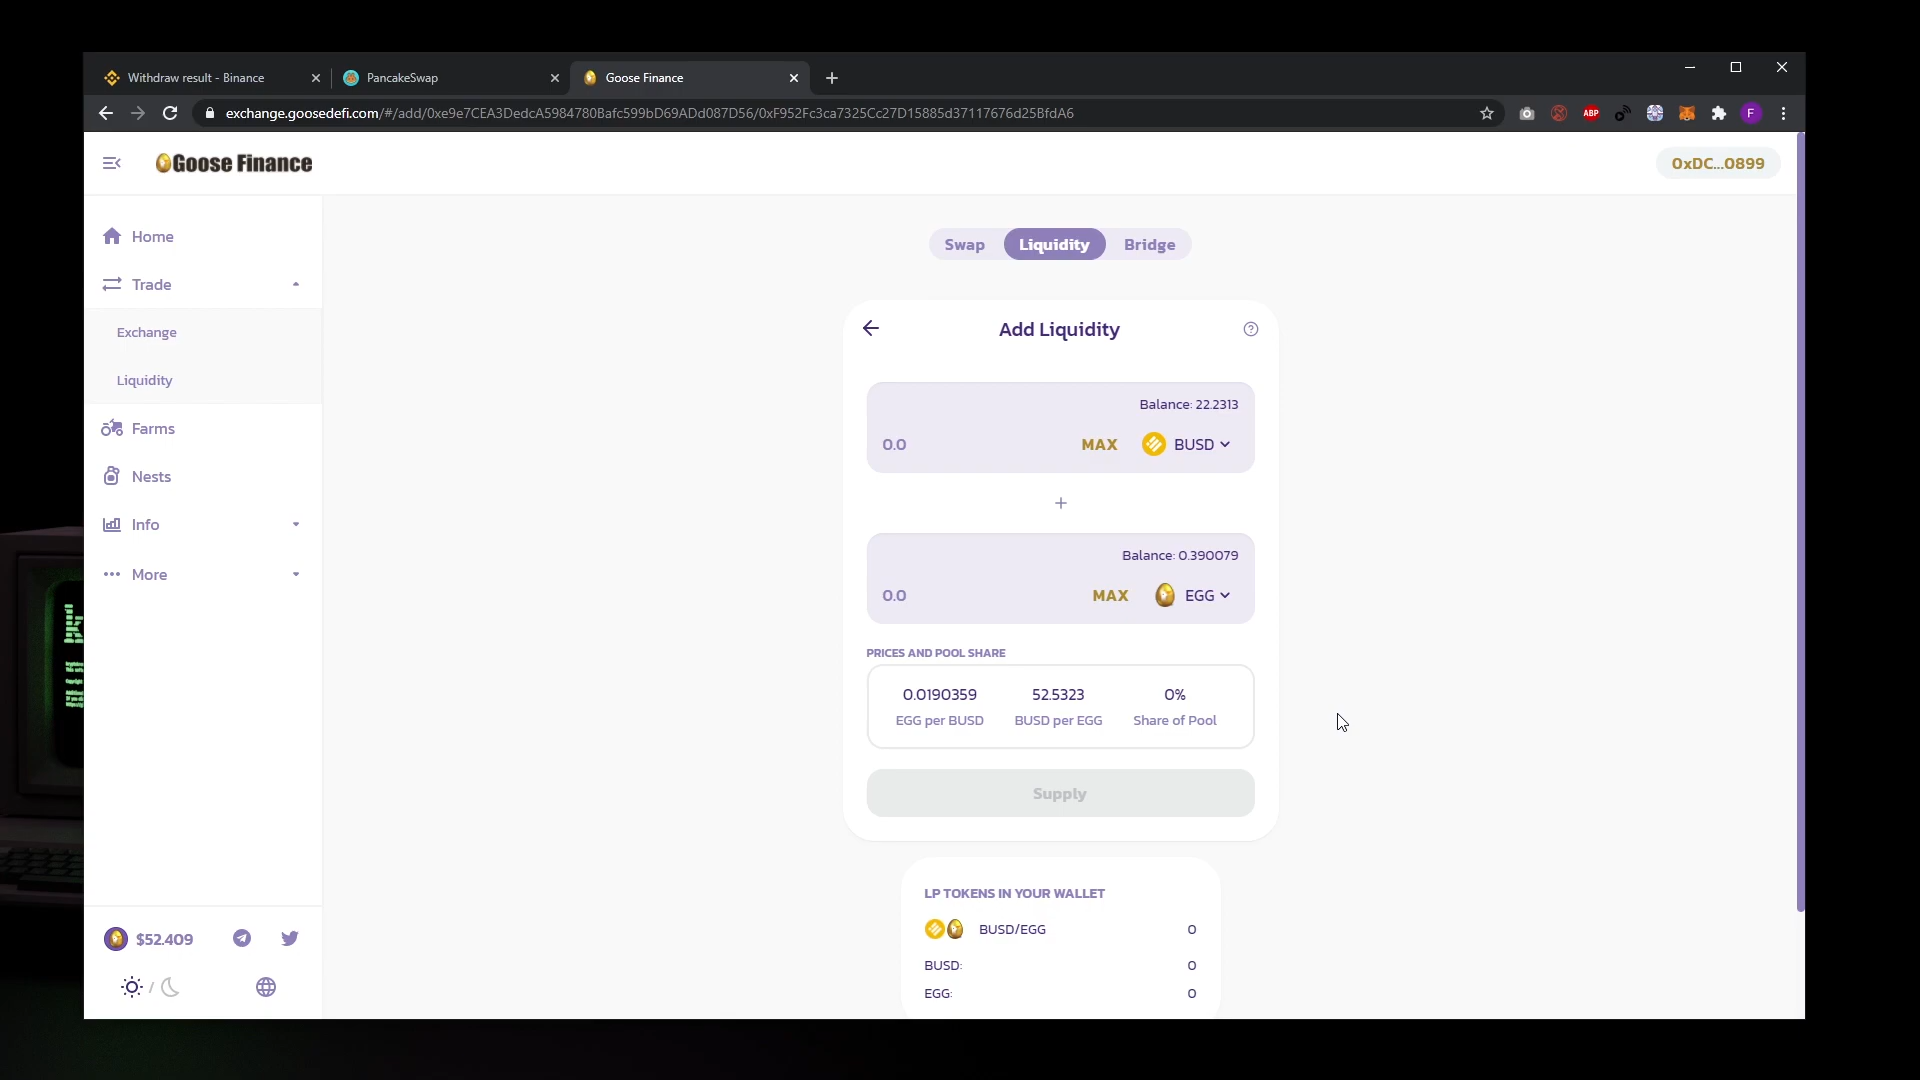 Withdraw result - Binance
PancakeSwap
Goose Finance
exchange.goosedefi.com/#/add/0xe9e7CEA3DedcA5984780Bafc599bD69ADd087D56/0xF952Fc3ca7325Cc27D15885d37117676d25BfdA6
ABP
F
Goose Finance
0xDC...0899
Home
Trade
Exchange
Liquidity
Farms
Nests
Info
More
$52.409
/
Swap
Liquidity
Bridge
Add Liquidity
Balance: 22.2313
0.0
MAX
BUSD
+
Balance: 0.390079
0.0
MAX
EGG
PRICES AND POOL SHARE
0.0190359
52.5323
0%
EGG per BUSD
BUSD per EGG
Share of Pool
Supply
LP TOKENS IN YOUR WALLET
BUSD/EGG
0
BUSD:
0
EGG:
0